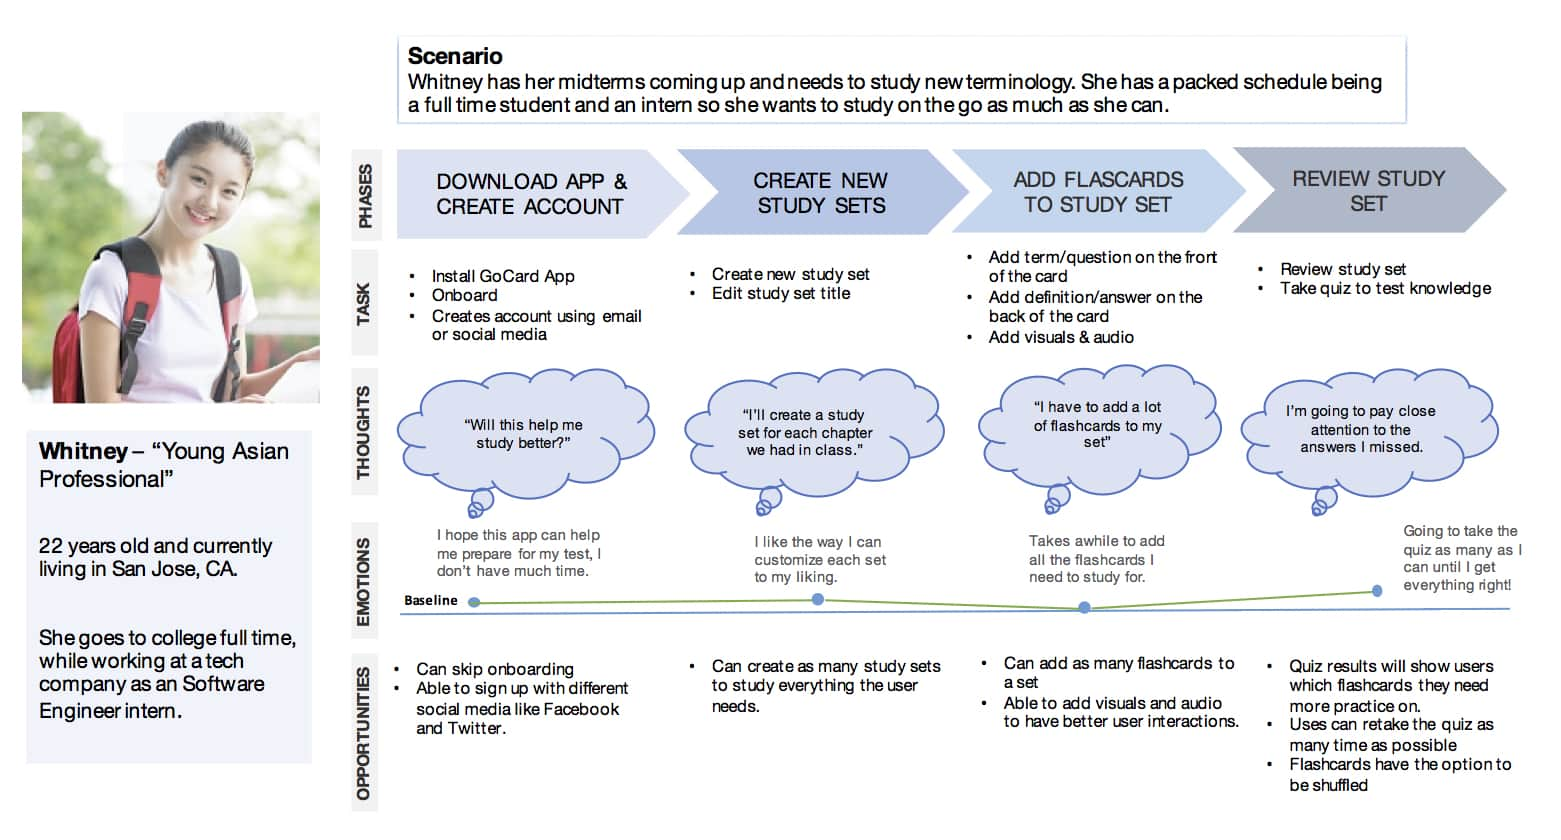 Scenario
Whitney has her midterms coming up and needs to study new terminology. She has a packed schedule being
a full time student and an intern so she wants to study on the go as much as she can.
Whitney – “Young Asian
Professional”
22 years old and currently
living in San Jose, CA.
She goes to college full time,
while working at a tech
company as an Software
Engineer intern.
PHASES
DOWNLOAD APP &
CREATE ACCOUNT
CREATE NEW
STUDY SETS
ADD FLASCARDS
TO STUDY SET
REVIEW STUDY
SET
TASK
• Install GoCard App
• Onboard
• Creates account using email
or social media
• Create new study set
• Edit study set title
• Add term/question on the front
of the card
• Add definition/answer on the
back of the card
• Add visuals & audio
• Review study set
• Take quiz to test knowledge
THOUGHTS
“Will this help me
study better?”
“I’ll create a study
set for each chapter
we had in class.”
“I have to add a lot
of flashcards to my
set”
I’m going to pay close
attention to the
answers I missed.
EMOTIONS
I hope this app can help
me prepare for my test, I
don’t have much time.
I like the way I can
customize each set
to my liking.
Takes awhile to add
all the flashcards I
need to study for.
Going to take the
quiz as many as I
can until I get
everything right!
Baseline
OPPORTUNITIES
• Can skip onboarding
• Able to sign up with different
social media like Facebook
and Twitter.
• Can create as many study sets
to study everything the user
needs.
• Can add as many flashcards to
a set
• Able to add visuals and audio
to have better user interactions.
• Quiz results will show users
which flashcards they need
more practice on.
• Uses can retake the quiz as
many time as possible
• Flashcards have the option to
be shuffled